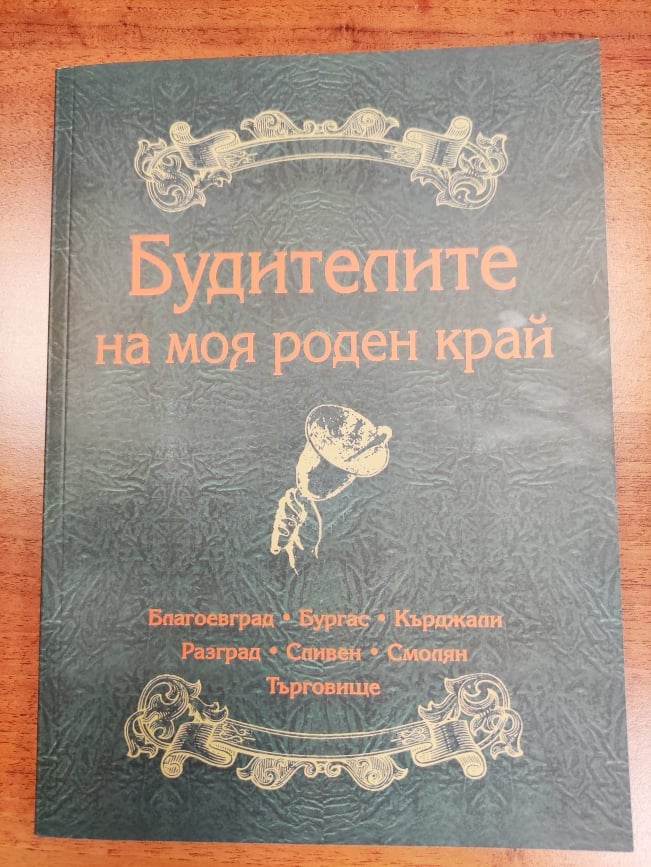 Будителите
на моя роден край
Благоевград • Бургас • Кърджали
Разград • Сливен • Смолян
Търговище